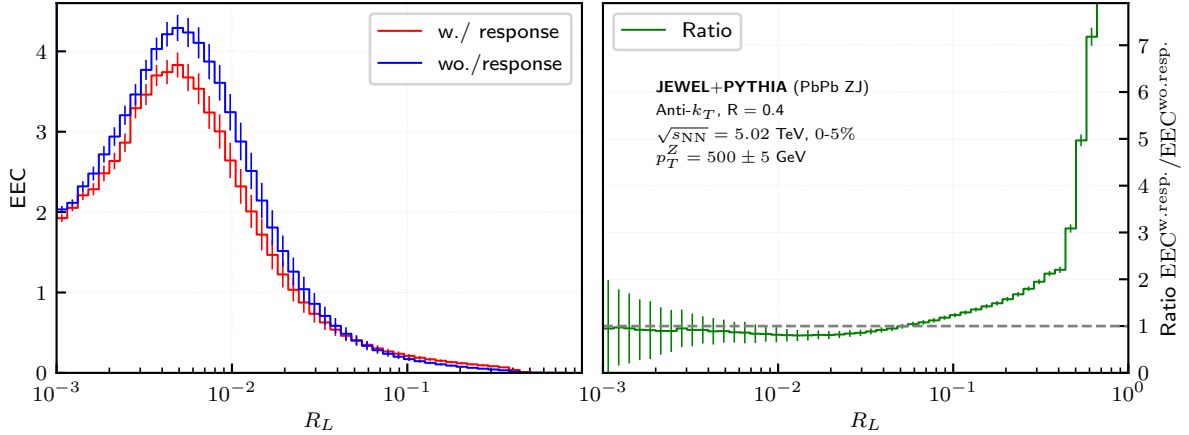 4
3
2
1
0
EEC
10⁻³
10⁻²
10⁻¹
R_L
w./ response
wo./response
Ratio
JEWEL+PYTHIA (PbPb ZJ)
Anti-k_T, R = 0.4
√s_NN = 5.02 TeV, 0-5%
p_T^Z = 500 ± 5 GeV
7
6
5
4
3
2
1
0
Ratio EEC^w.resp./EEC^wo.resp.
10⁻³
10⁻²
10⁻¹
10⁰
R_L